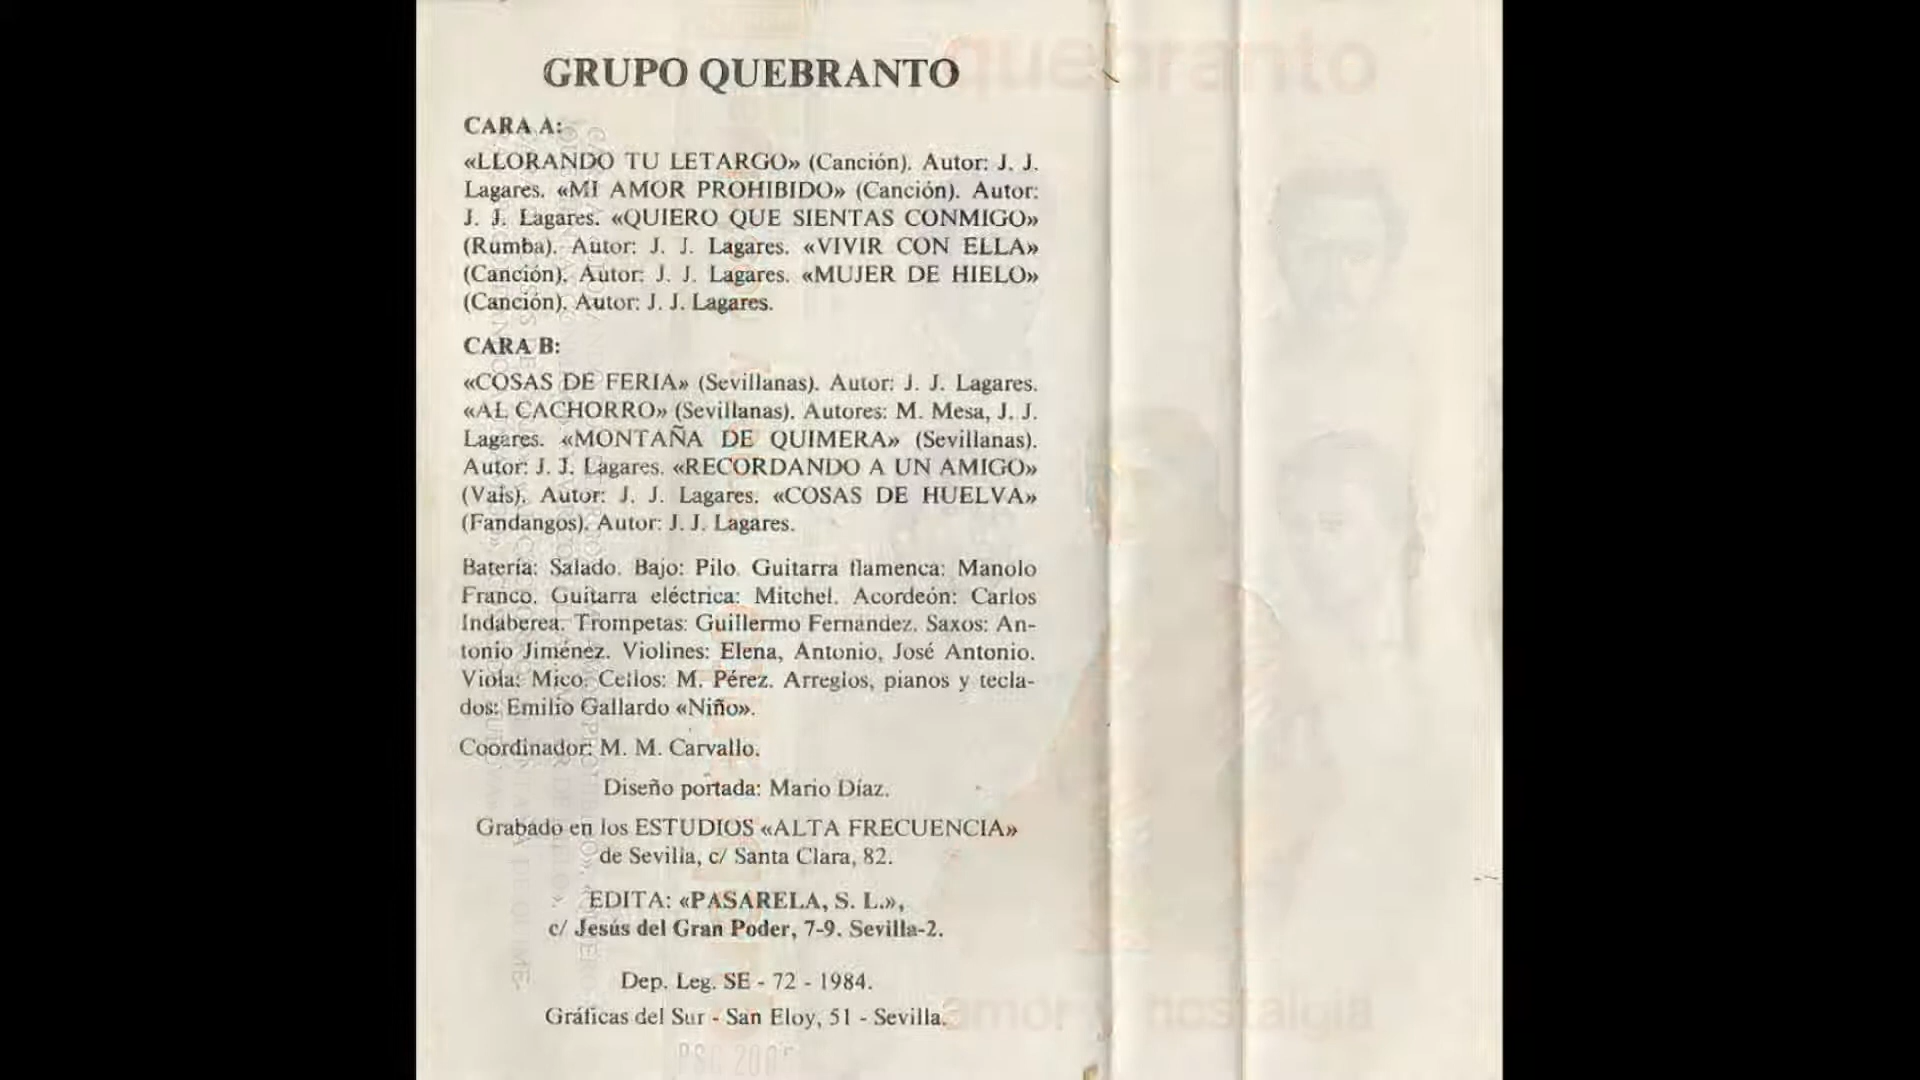 GRUPO QUEBRANTO
quebranto
CARA A:
«LLORANDO TU LETARGO» (Canción). Autor: J. J.
Lagares. «MI AMOR PROHIBIDO» (Canción). Autor:
J. J. Lagares. «QUIERO QUE SIENTAS CONMIGO»
(Rumba). Autor: J. J. Lagares. «VIVIR CON ELLA»
(Canción). Autor: J. J. Lagares. «MUJER DE HIELO»
(Canción). Autor: J. J. Lagares.
CARA B:
«COSAS DE FERIA» (Sevillanas). Autor: J. J. Lagares.
«AL CACHORRO» (Sevillanas). Autores: M. Mesa, J. J.
Lagares. «MONTAÑA DE QUIMERA» (Sevillanas).
Autor: J. J. Lagares. «RECORDANDO A UN AMIGO»
(Vals). Autor: J. J. Lagares. «COSAS DE HUELVA»
(Fandangos). Autor: J. J. Lagares.
Batería: Salado. Bajo: Pilo. Guitarra flamenca: Manolo
Franco. Guitarra eléctrica: Mitchel. Acordeón: Carlos
Indaberea. Trompetas: Guillermo Fernández. Saxos: An-
tonio Jiménez. Violines: Elena, Antonio, José Antonio.
Viola: Mico. Cellos: M. Pérez. Arreglos, pianos y tecla-
dos: Emilio Gallardo «Niño».
Coordinador: M. M. Carvallo.
Diseño portada: Mario Díaz.
Grabado en los ESTUDIOS «ALTA FRECUENCIA»
de Sevilla, c/ Santa Clara, 82.
EDITA: «PASARELA, S. L.»,
c/ Jesús del Gran Poder, 7-9. Sevilla-2.
Dep. Leg. SE - 72 - 1984.
Gráficas del Sur - San Eloy, 51 - Sevilla.
amor y nostalgia